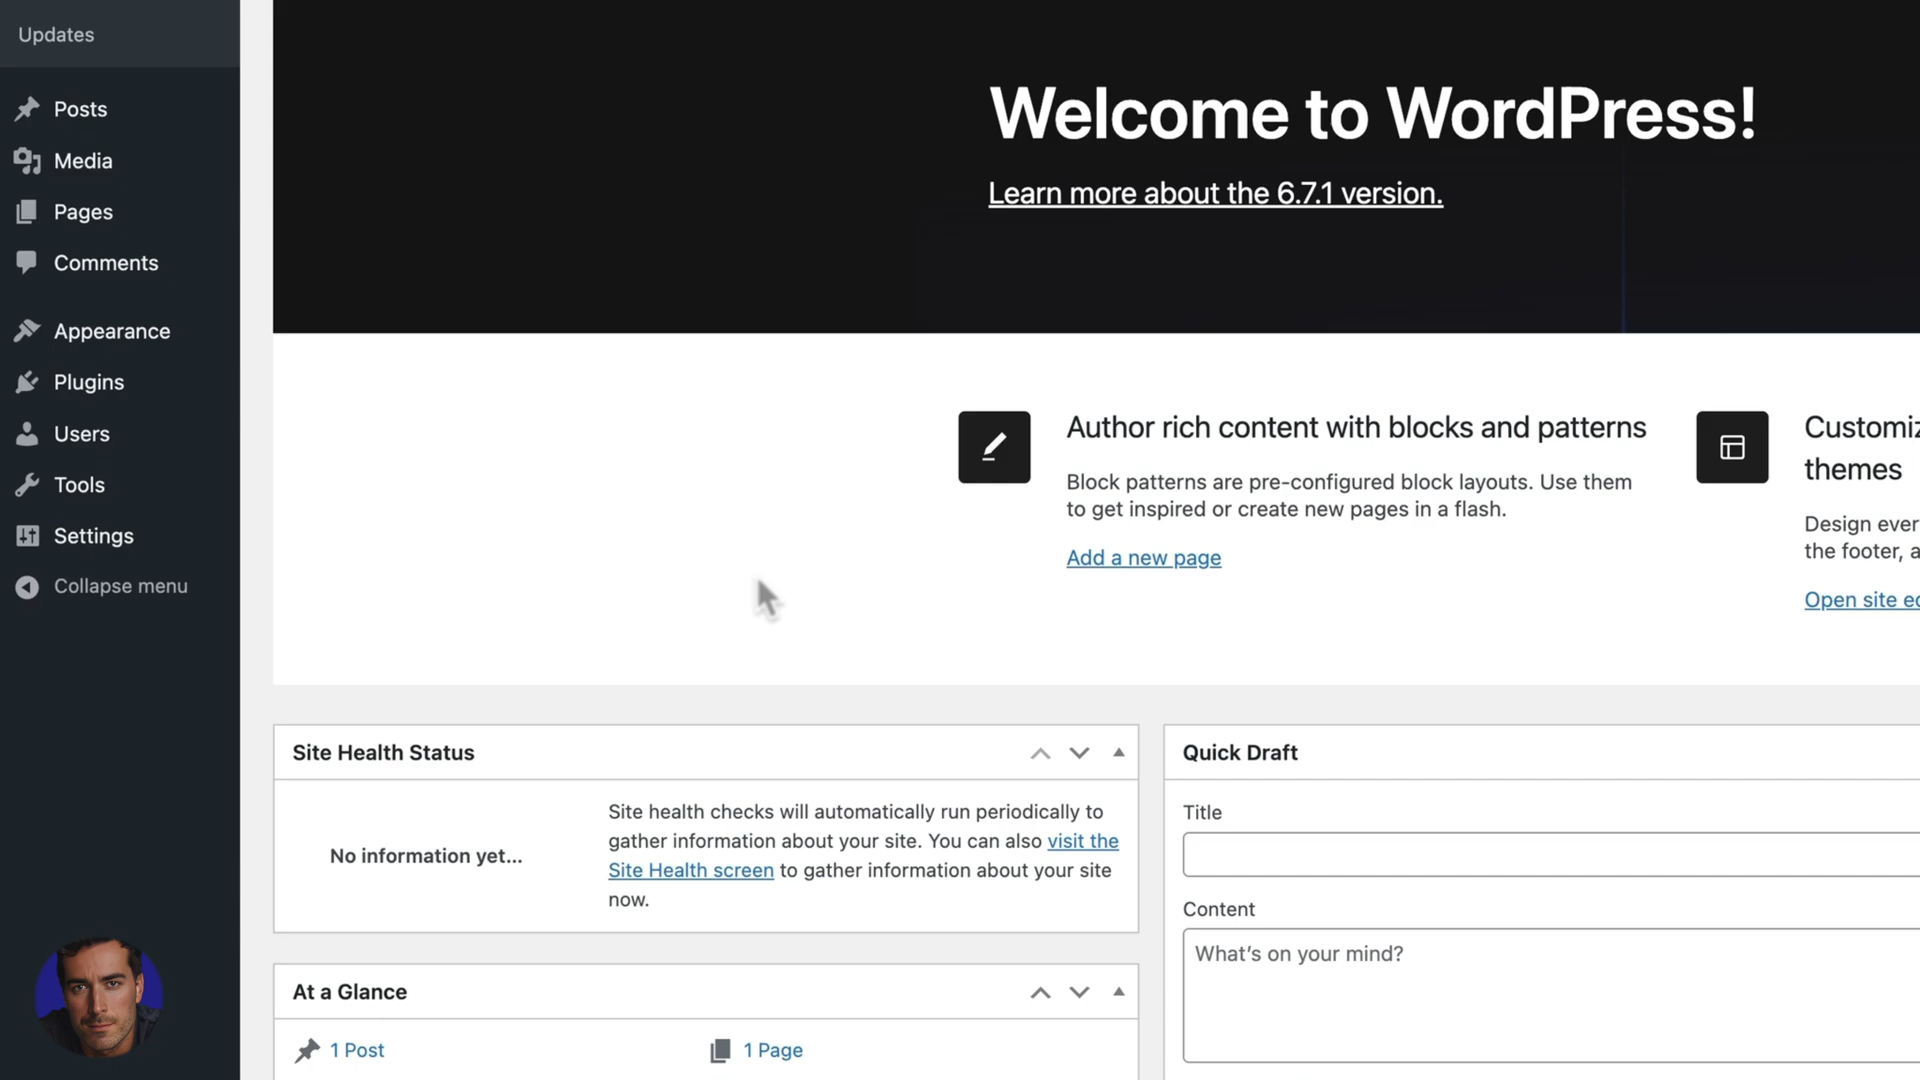 Updates
Posts
Media
Pages
Comments
Appearance
Plugins
Users
Tools
Settings
Collapse menu
Welcome to WordPress!
Learn more about the 6.7.1 version.
Author rich content with blocks and patterns
Block patterns are pre-configured block layouts. Use them
to get inspired or create new pages in a flash.
Add a new page
Customiz
themes
Design ever
the footer, a
Open site ed
Site Health Status
No information yet...
Site health checks will automatically run periodically to
gather information about your site. You can also visit the
Site Health screen to gather information about your site
now.
At a Glance
1 Post
1 Page
Quick Draft
Title
Content
What's on your mind?